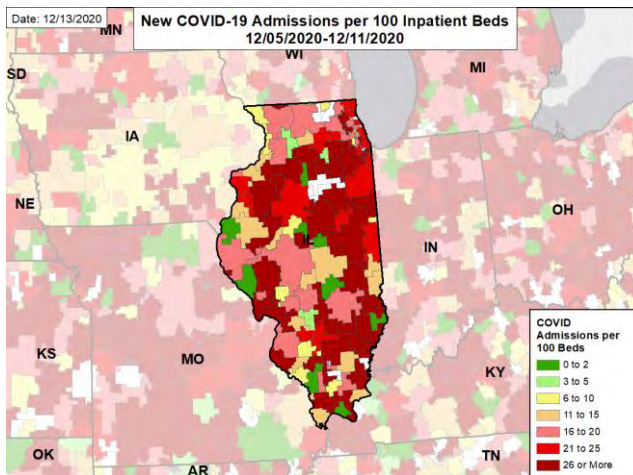 Date: 12/13/2020
New COVID-19 Admissions per 100 Inpatient Beds
12/05/2020-12/11/2020
MN
WI
SD
MI
IA
NE
OH
IL
IN
KS
MO
KY
OK
AR
TN
COVID
Admissions per
100 Beds
0 to 2
3 to 5
6 to 10
11 to 15
16 to 20
21 to 25
26 or More